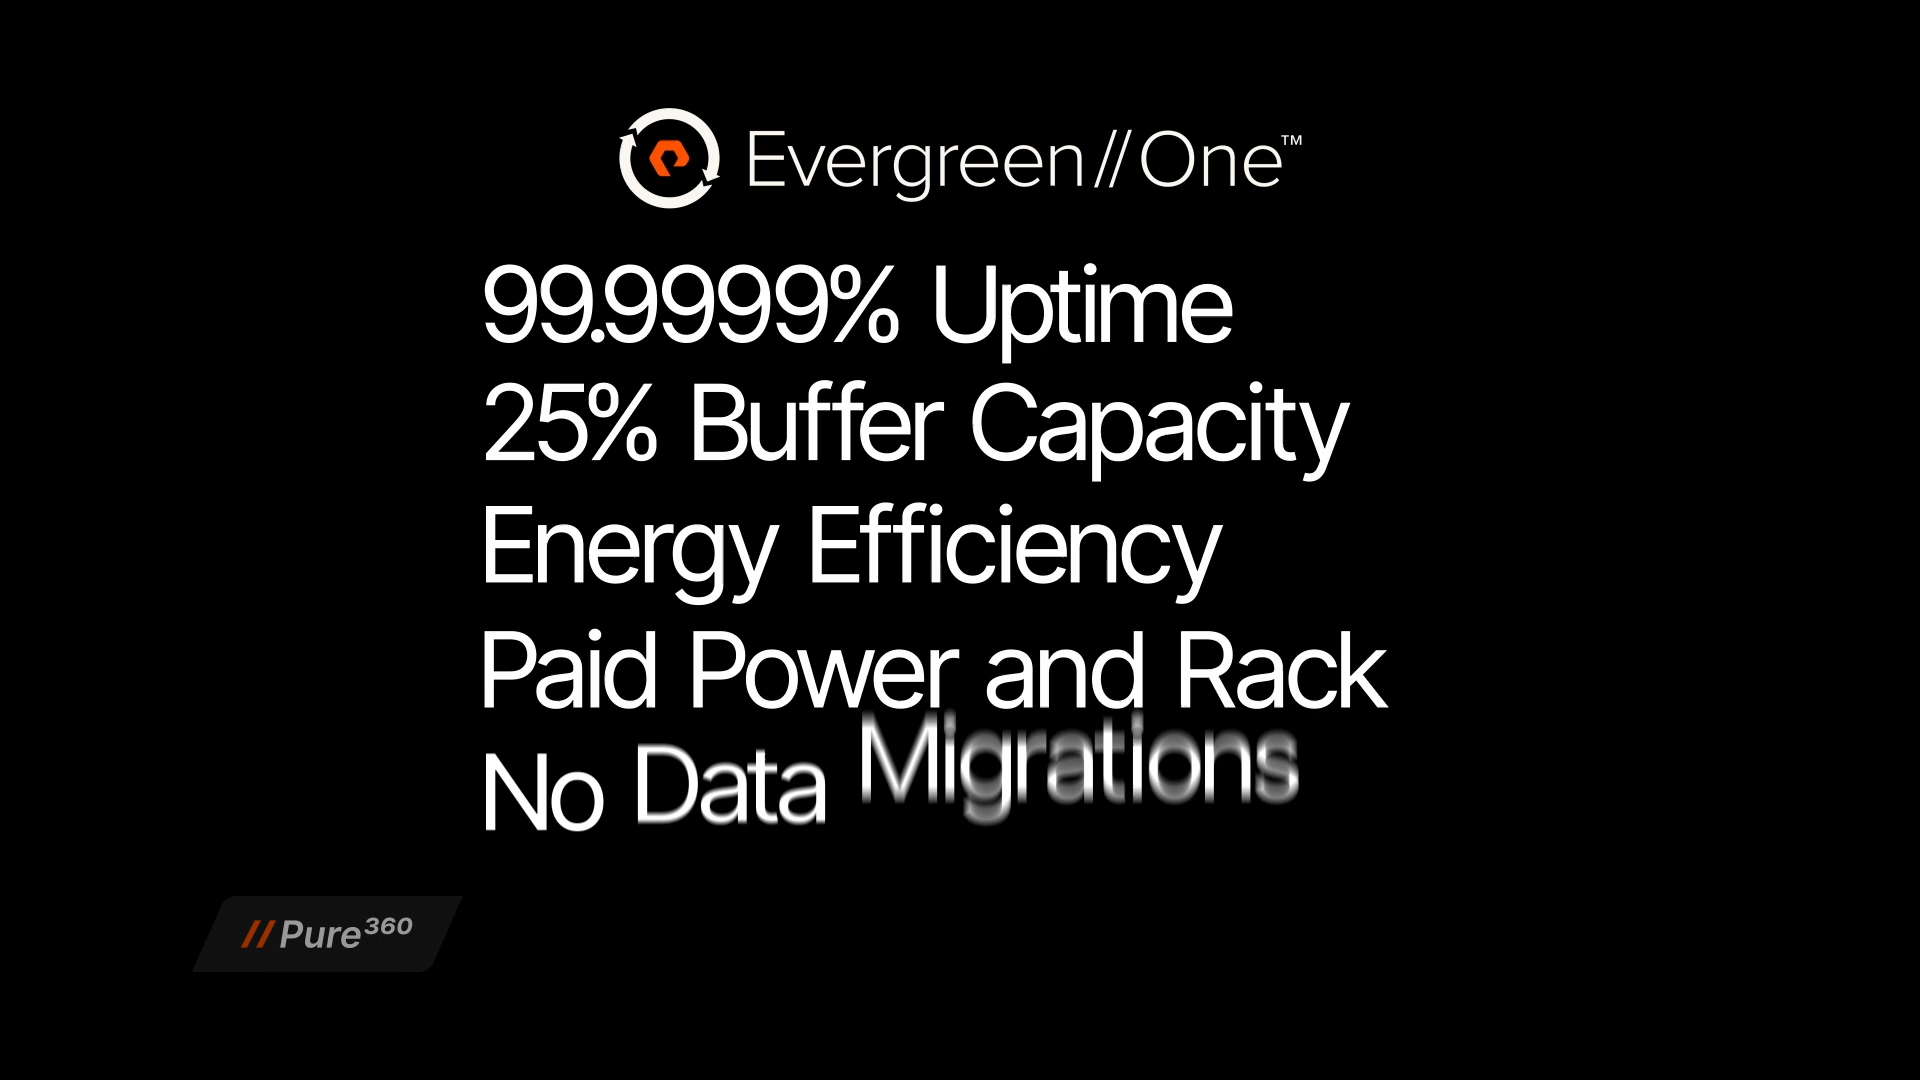 Evergreen//One™
99.9999% Uptime
25% Buffer Capacity
Energy Efficiency
Paid Power and Rack
No Data Migrations
//Pure360